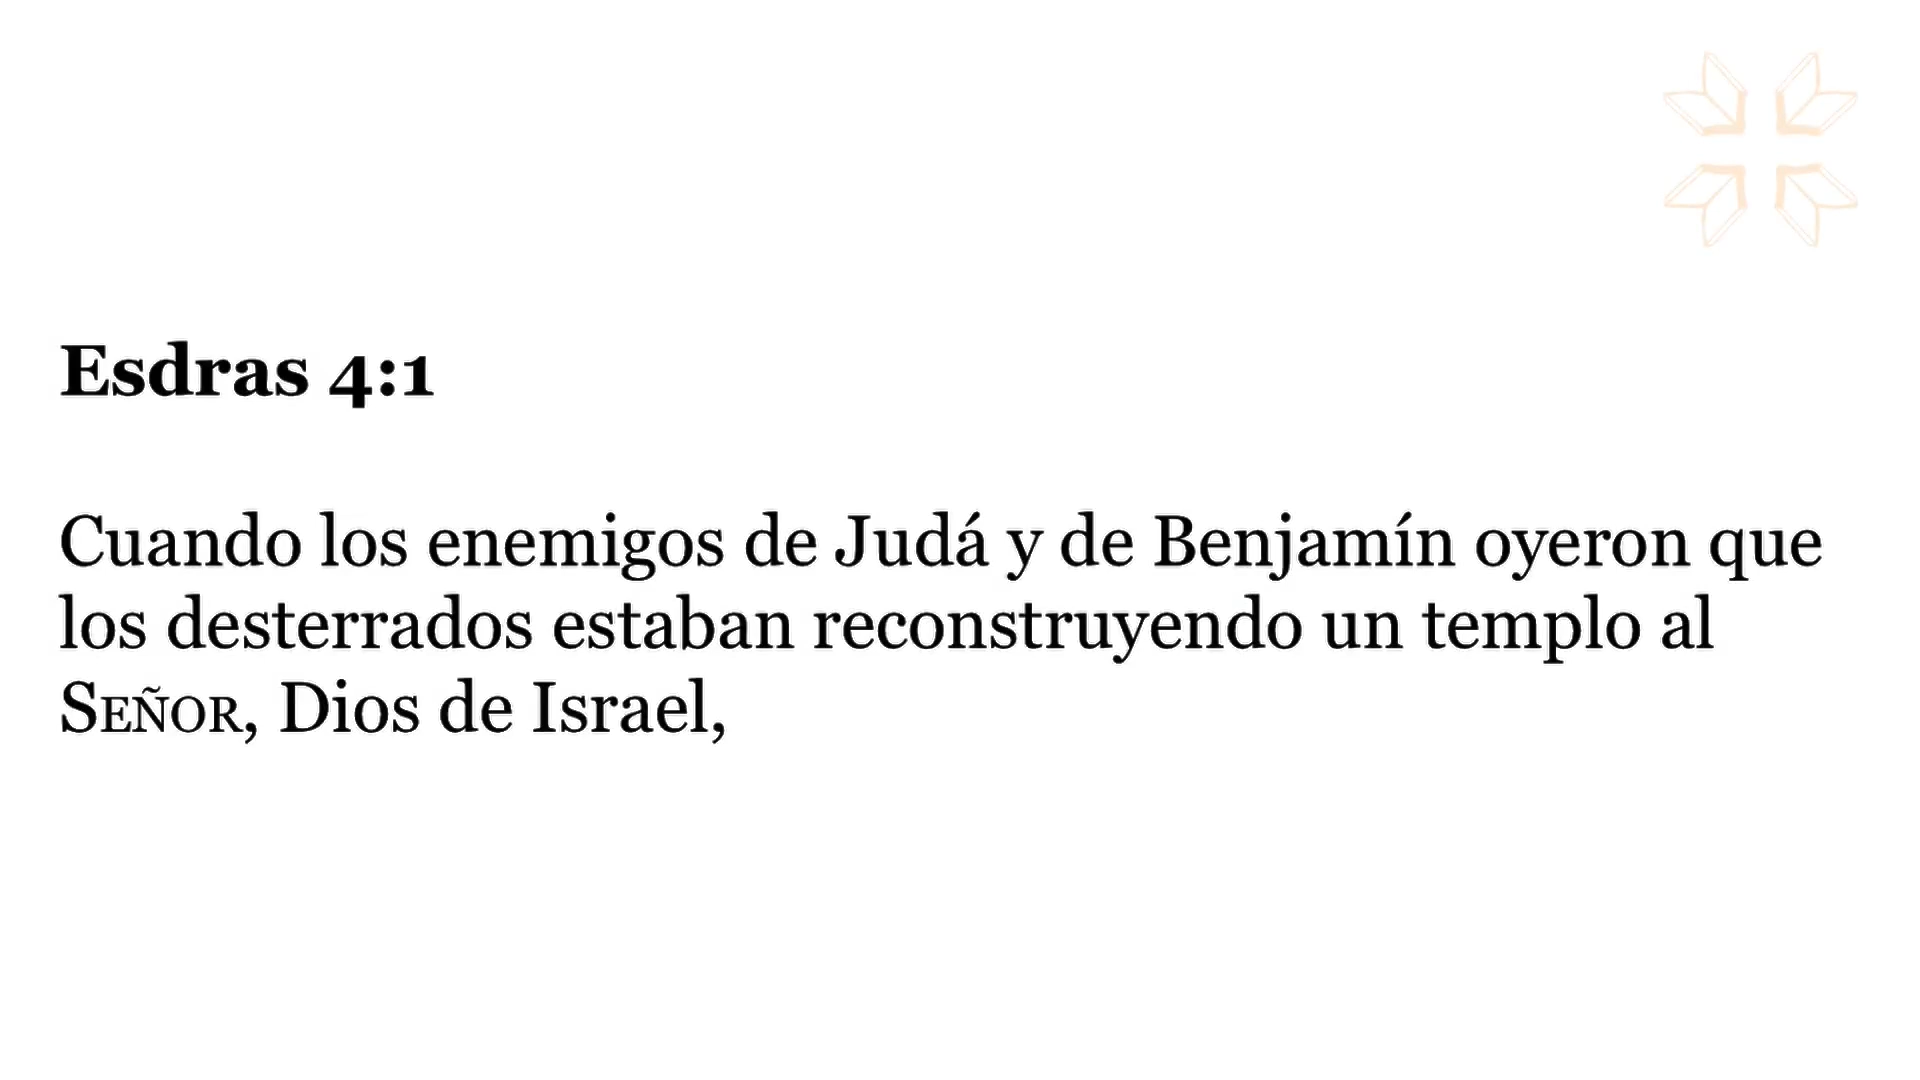 Esdras 4:1
Cuando los enemigos de Judá y de Benjamín oyeron que
los desterrados estaban reconstruyendo un templo al
SEÑOR, Dios de Israel,